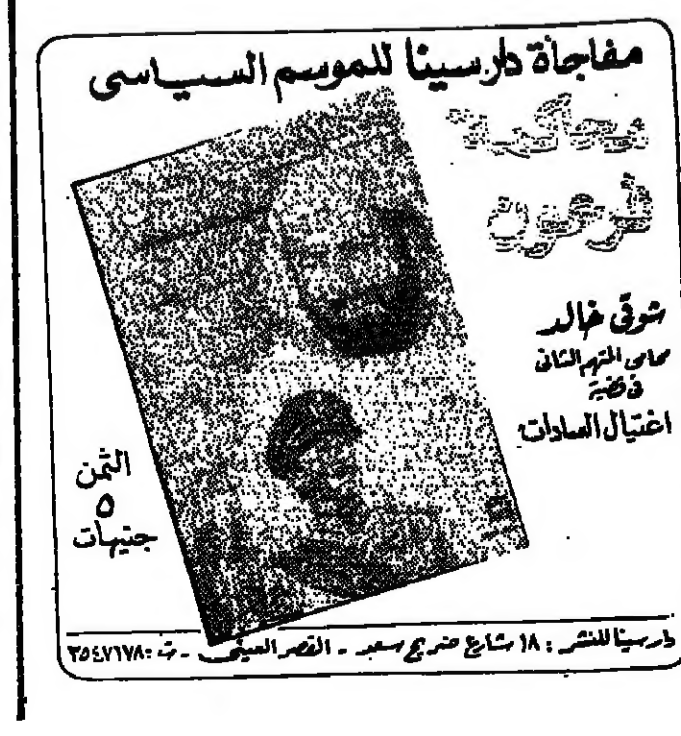 مفاجأة دار سينا للموسم السياسى
محاكمة
فرعون
شوقى خالد
محامى المتهم الثانى
فى قضية
اغتيال السادات
الثمن
٥
جنيهات
دار سينا للنشر : ١٨ شارع ضريح سعد - القصر العينى - ت : ٣٥٤٧١٧٨